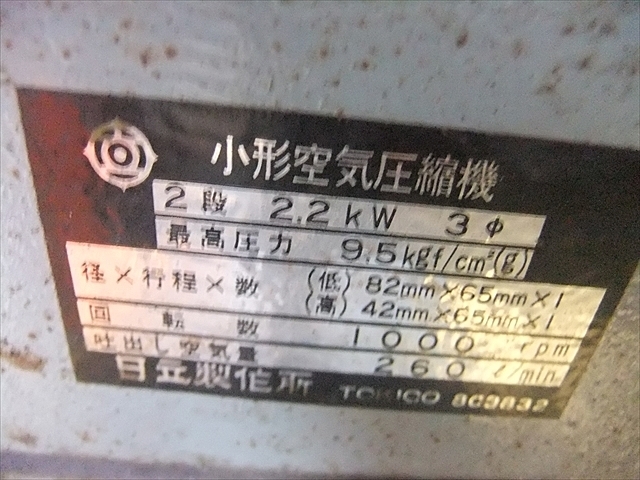 小形空気圧縮機
2段 2.2kW 3φ
最高圧力 9.5kgf/cm²(g)
径×行程×数 (低) 82mm×65mm×1
(高) 42mm×65mm×1
回転数 1000 rpm
吐出し空気量 260 ℓ/min
日立製作所 TOKICO 8C3832